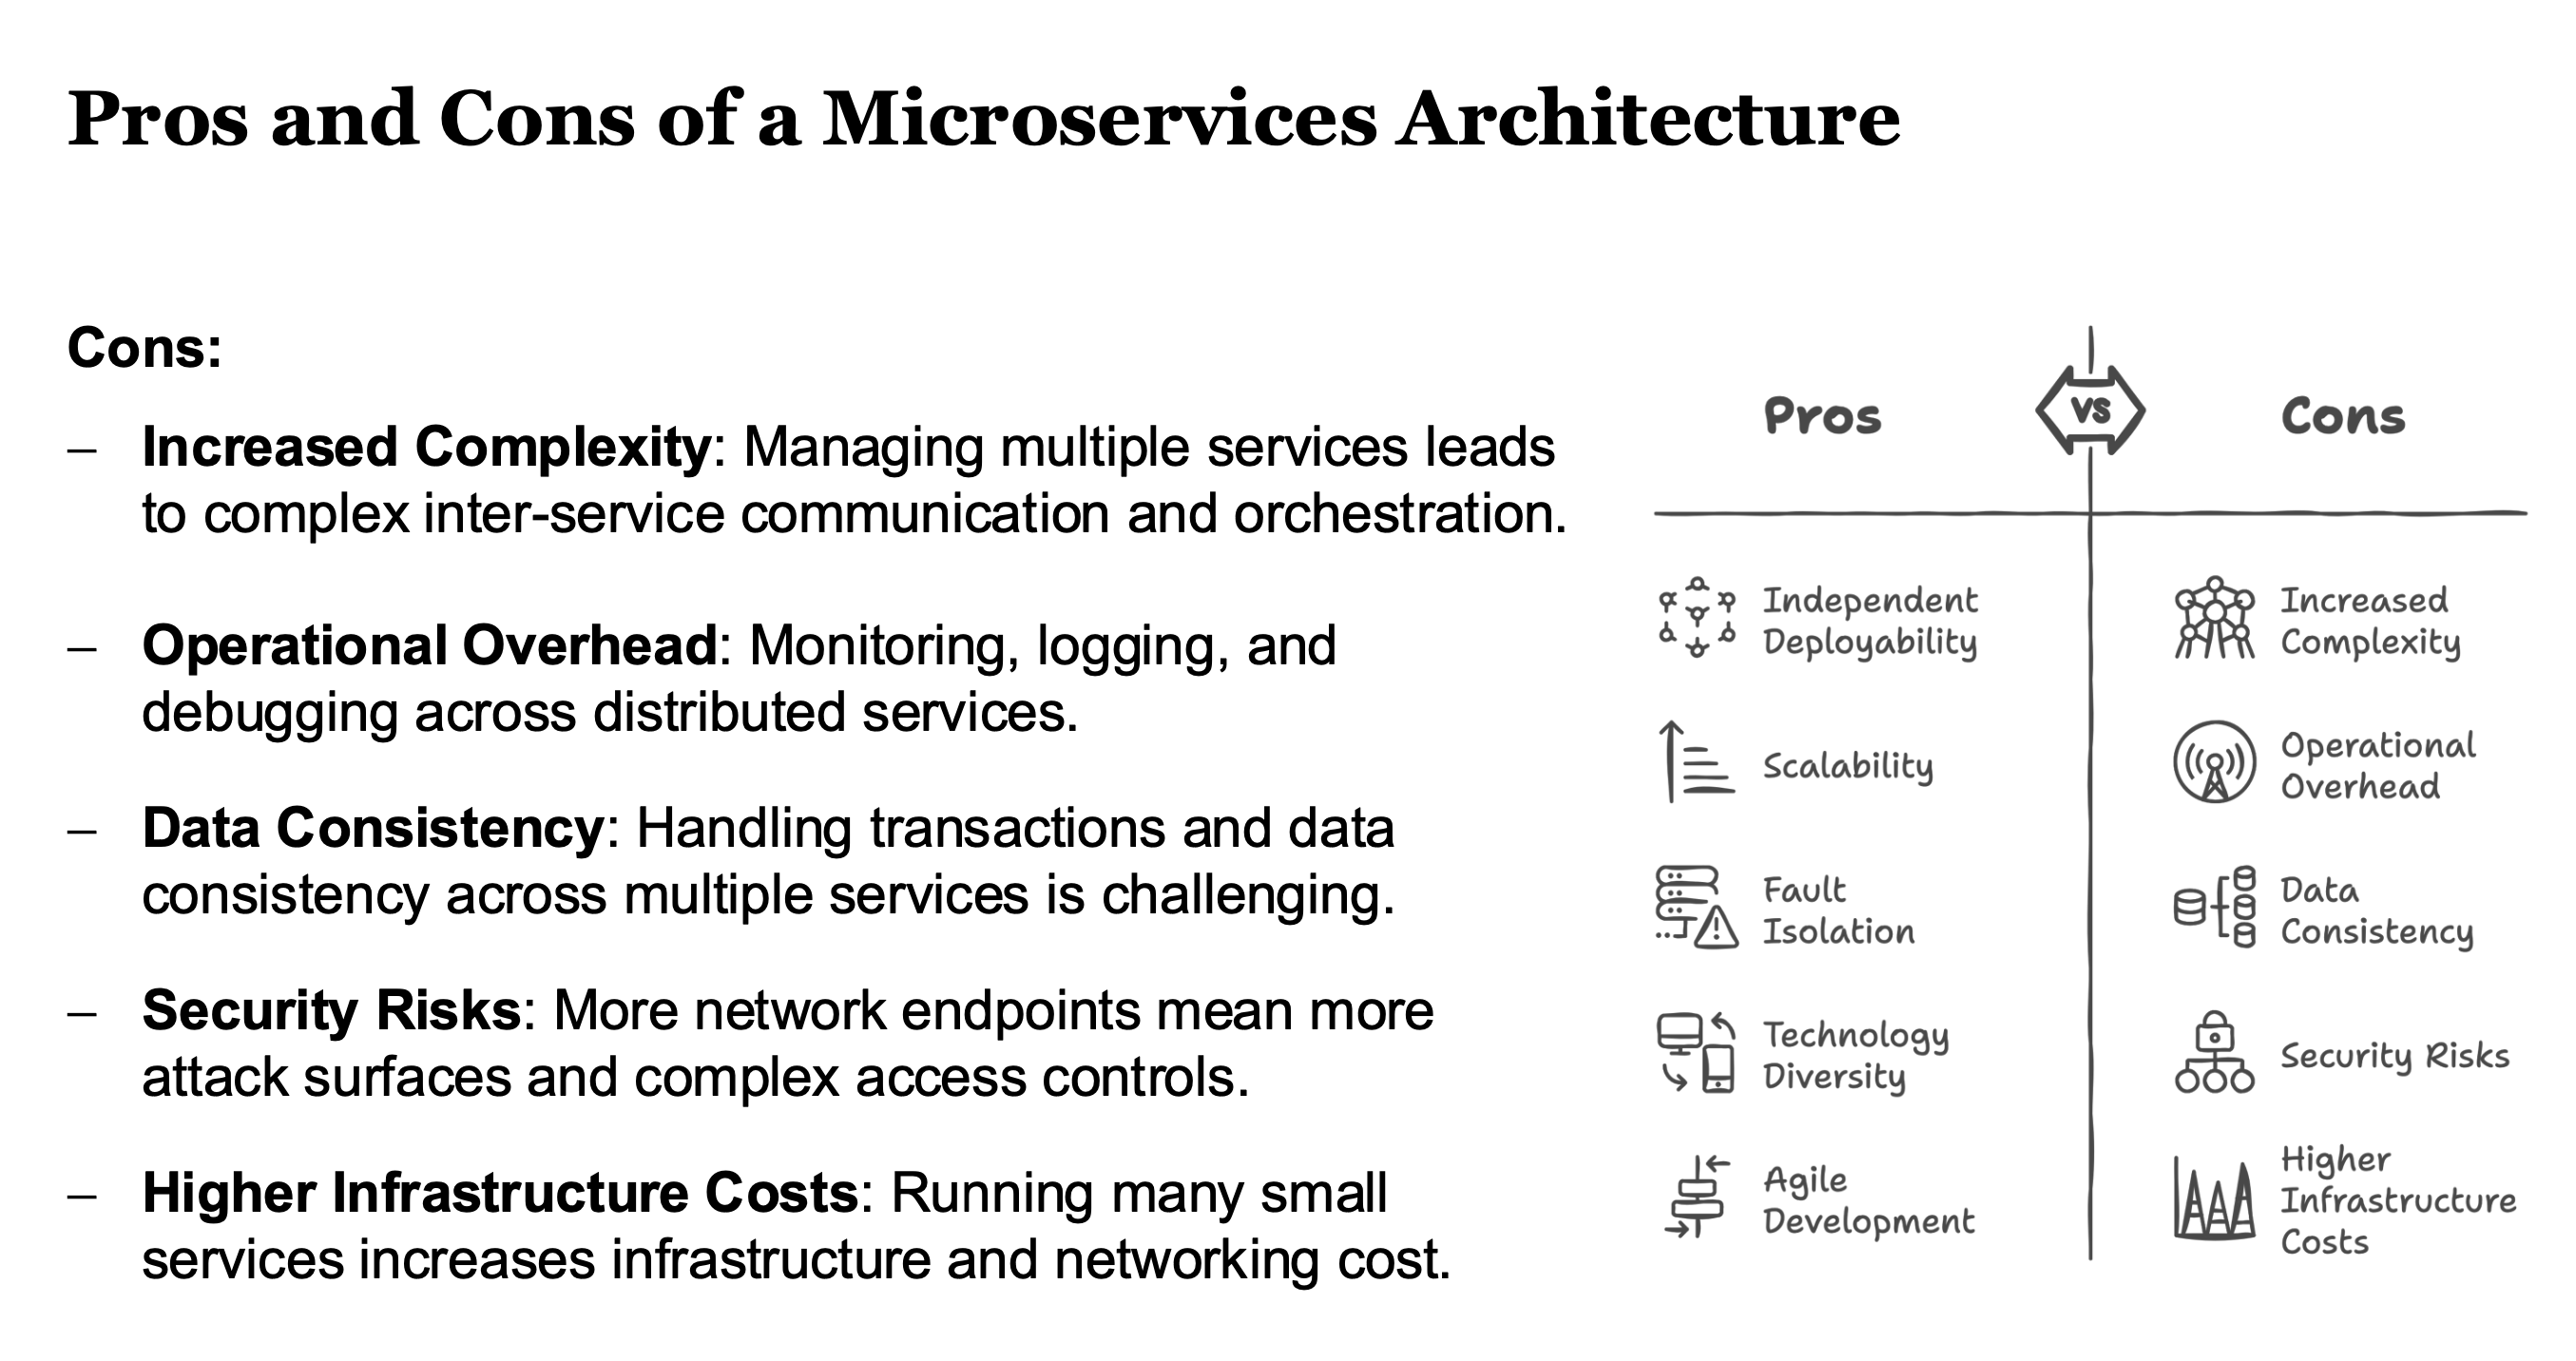 Pros and Cons of a Microservices Architecture
Cons:
– Increased Complexity: Managing multiple services leads
to complex inter-service communication and orchestration.
– Operational Overhead: Monitoring, logging, and
debugging across distributed services.
– Data Consistency: Handling transactions and data
consistency across multiple services is challenging.
– Security Risks: More network endpoints mean more
attack surfaces and complex access controls.
– Higher Infrastructure Costs: Running many small
services increases infrastructure and networking cost.
Pros
VS
Cons
Independent
Deployability
Increased
Complexity
Scalability
Operational
Overhead
Fault
Isolation
Data
Consistency
Technology
Diversity
Security Risks
Agile
Development
Higher
Infrastructure
Costs